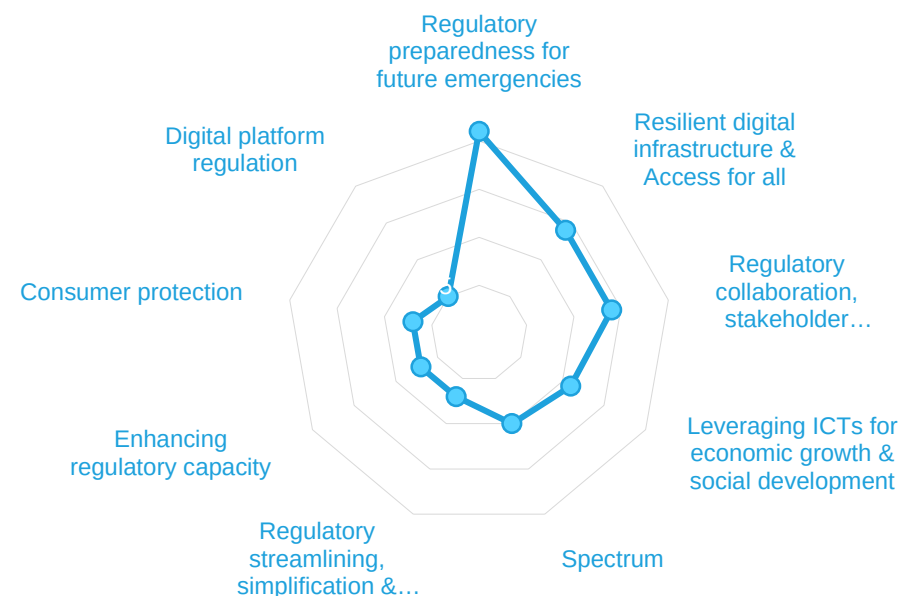 Regulatory
preparedness for
future emergencies
Resilient digital
infrastructure &
Access for all
Regulatory
collaboration,
stakeholder…
Leveraging ICTs for
economic growth &
social development
Spectrum
Regulatory
streamlining,
simplification &…
Enhancing
regulatory capacity
Consumer protection
Digital platform
regulation